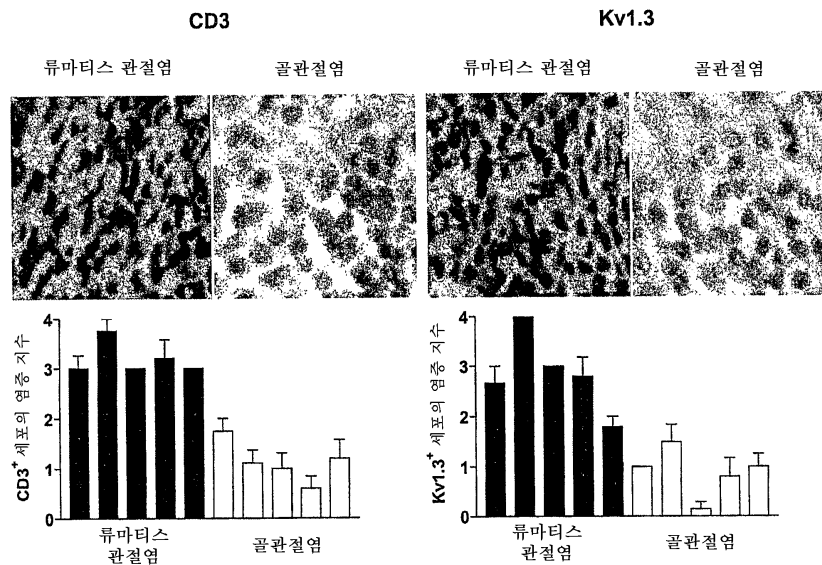 CD3
Kv1.3
류마티스 관절염
골관절염
류마티스 관절염
골관절염
CD3⁺ 세포의 염증 지수
4
3
2
1
0
류마티스
관절염
골관절염
Kv1.3⁺ 세포의 염증 지수
4
3
2
1
0
류마티스
관절염
골관절염